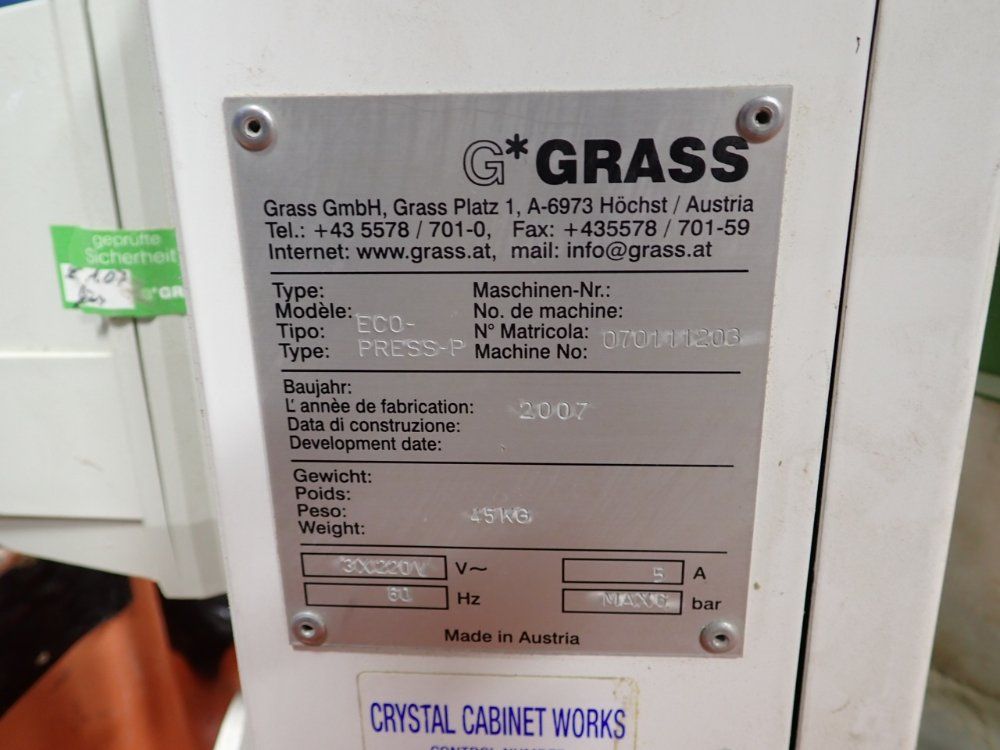 G*GRASS
Grass GmbH, Grass Platz 1, A-6973 Höchst / Austria
Tel.: +43 5578 / 701-0, Fax: +435578 / 701-59
Internet: www.grass.at, mail: info@grass.at
Type:
Modèle:
Tipo:
Type:
ECO-
PRESS-P
Maschinen-Nr.:
No. de machine:
N° Matricola:
Machine No:
070111203
Baujahr:
L' annèe de fabrication:
Data di construzione:
Development date:
2007
Gewicht:
Poids:
Peso:
Weight:
45KG
3X220V V~
5 A
60 Hz
MAX6 bar
Made in Austria
geprüfte
Sicherheit
CRYSTAL CABINET WORKS
CONTROL NUMBER